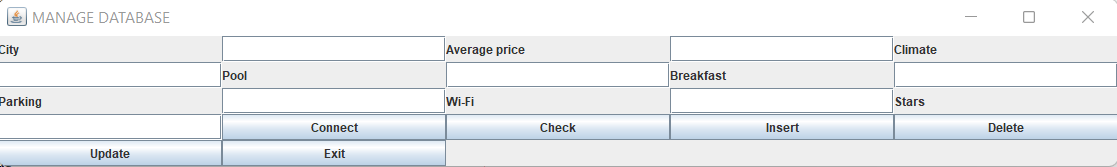 MANAGE DATABASE
City Average price Climate
Pool Breakfast
Parking Wi-Fi Stars
Connect Check Insert Delete
Update Exit